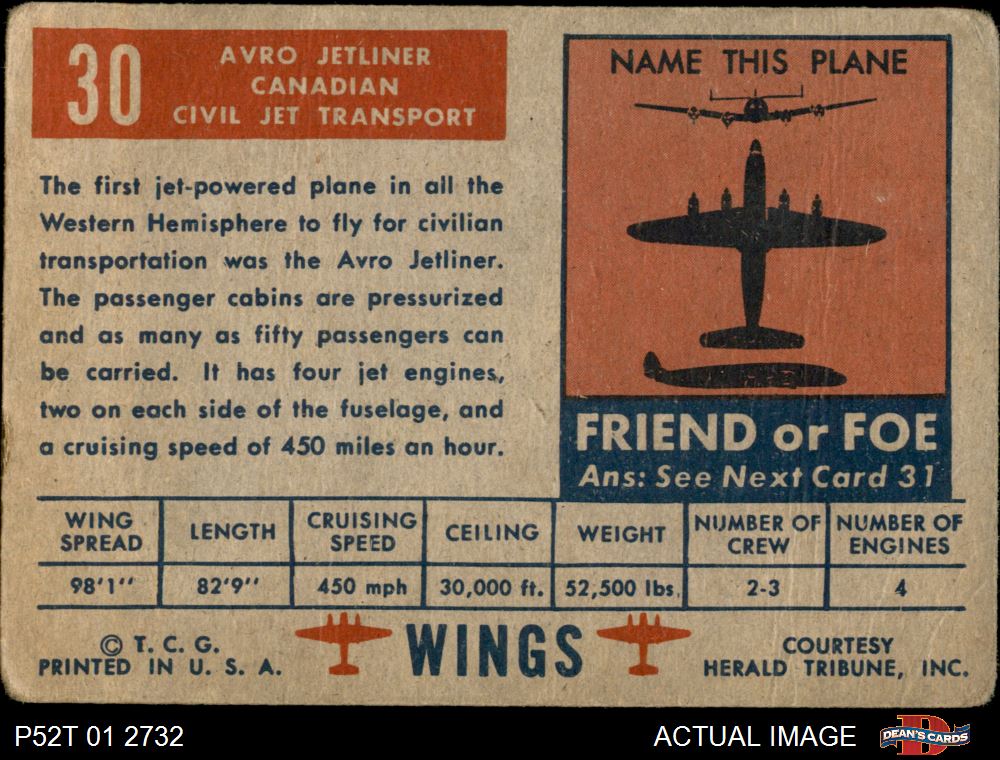 30
AVRO JETLINER
CANADIAN
CIVIL JET TRANSPORT
The first jet-powered plane in all the
Western Hemisphere to fly for civilian
transportation was the Avro Jetliner.
The passenger cabins are pressurized
and as many as fifty passengers can
be carried. It has four jet engines,
two on each side of the fuselage, and
a cruising speed of 450 miles an hour.
NAME THIS PLANE
FRIEND or FOE
Ans: See Next Card 31
WING SPREAD
LENGTH
CRUISING SPEED
CEILING
WEIGHT
NUMBER OF CREW
NUMBER OF ENGINES
98'1''
82'9''
450 mph
30,000 ft.
52,500 lbs.
2-3
4
© T. C. G.
PRINTED IN U. S. A.
WINGS
COURTESY
HERALD TRIBUNE, INC.
P52T 01 2732
ACTUAL IMAGE
D
DEAN'S CARDS